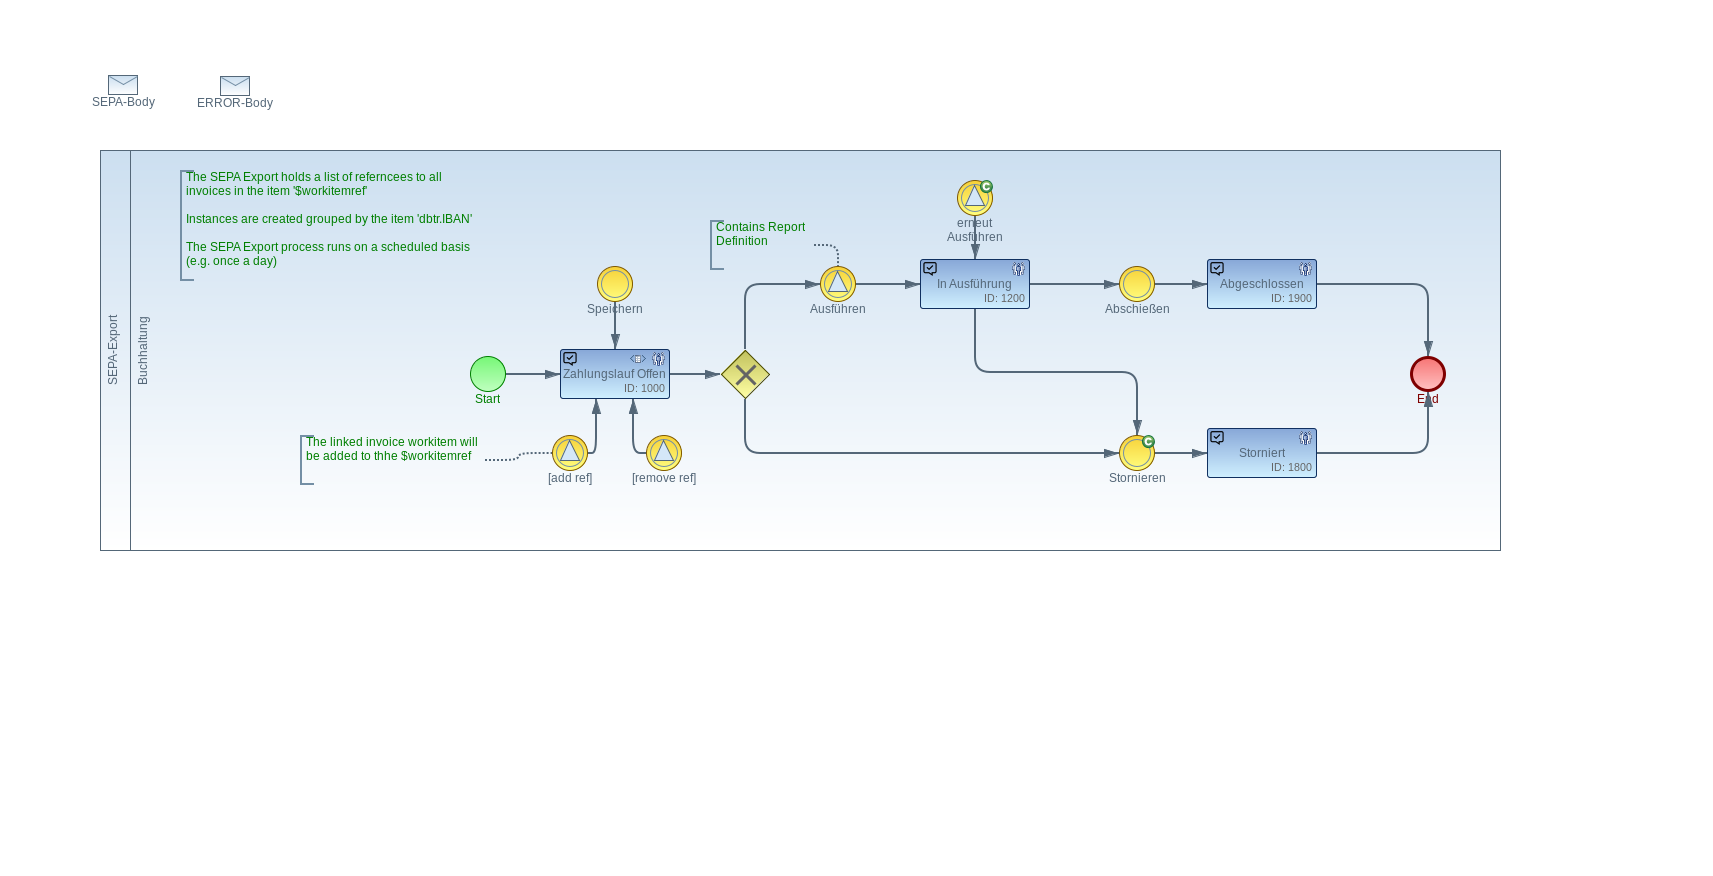 SEPA-Body
ERROR-Body
SEPA-Export
Buchhaltung
The SEPA Export holds a list of referncees to all
invoices in the item '$workitemref'
Instances are created grouped by the item 'dbtr.IBAN'
The SEPA Export process runs on a scheduled basis
(e.g. once a day)
Contains Report
Definition
erneut
Ausführen
Speichern
Ausführen
In Ausführung
ID: 1200
Abschießen
Abgeschlossen
ID: 1900
Start
Zahlungslauf Offen
ID: 1000
End
The linked invoice workitem will
be added to thhe $workitemref
[add ref]
[remove ref]
Stornieren
Storniert
ID: 1800